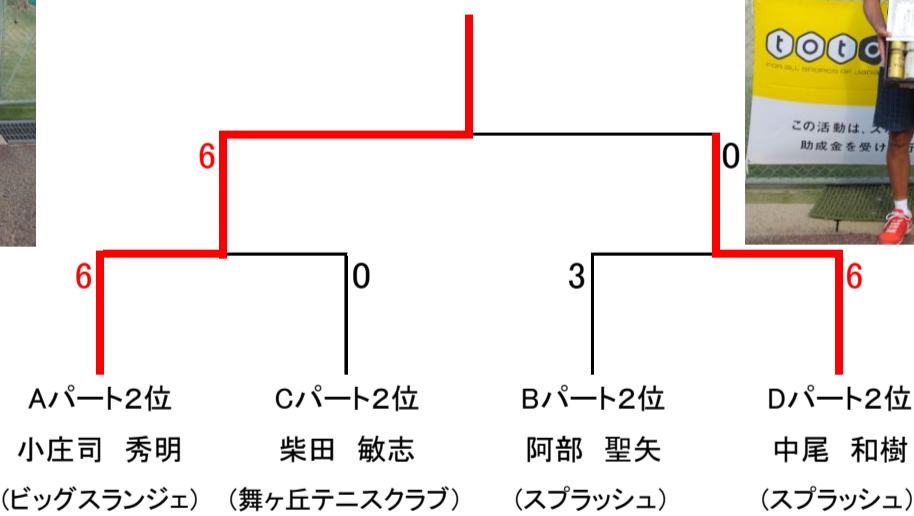 toto
この活動は、ス
助成金を受け
6
0
6
0
3
6
Aパート2位
Cパート2位
Bパート2位
Dパート2位
小庄司 秀明
柴田 敏志
阿部 聖矢
中尾 和樹
(ビッグスランジェ)
(舞ヶ丘テニスクラブ)
(スプラッシュ)
(スプラッシュ)